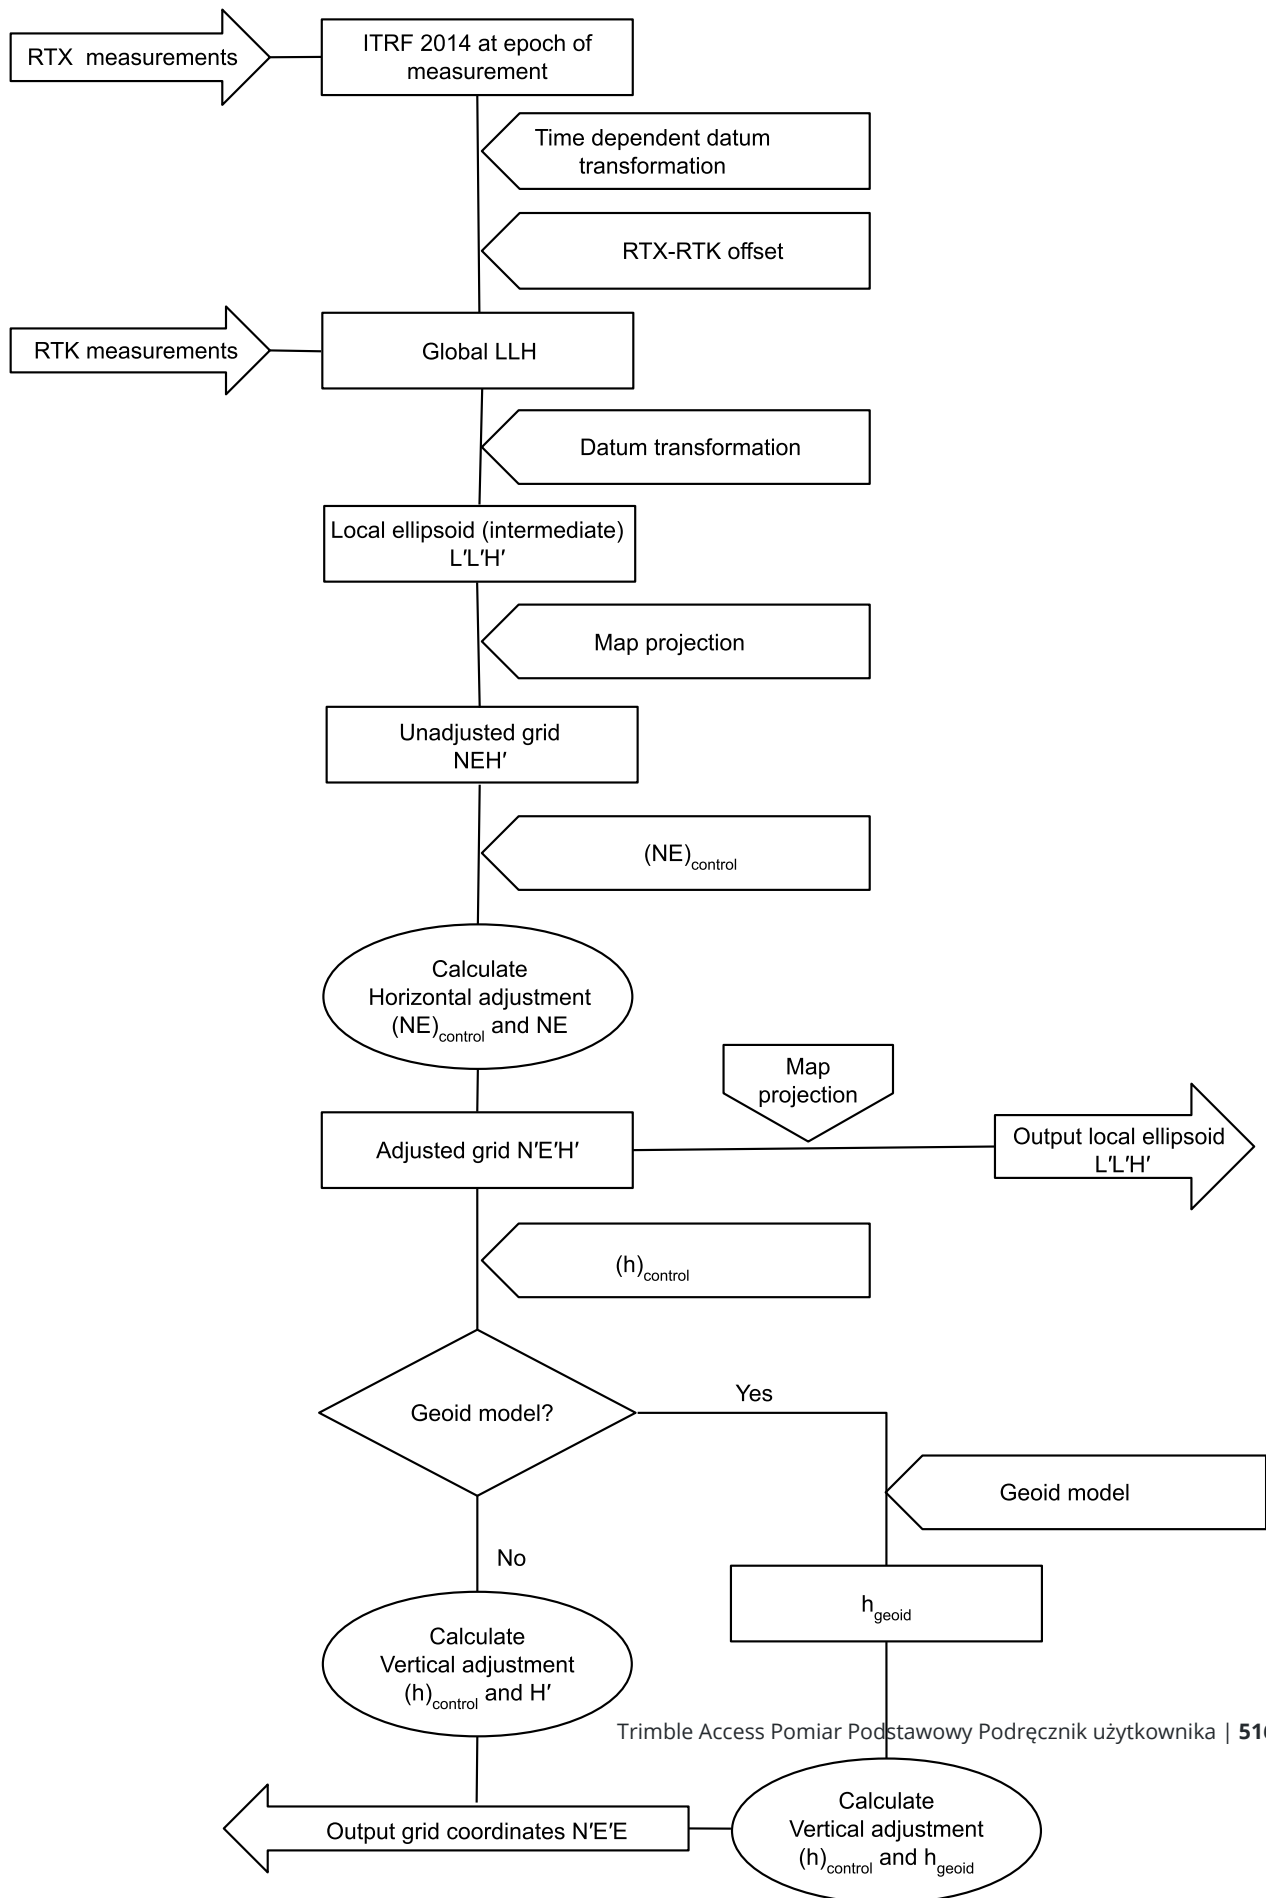 RTX measurements
ITRF 2014 at epoch of
measurement
Time dependent datum
transformation
RTX-RTK offset
RTK measurements
Global LLH
Datum transformation
Local ellipsoid (intermediate)
L′L′H′
Map projection
Unadjusted grid
NEH′
(NE)control
Calculate
Horizontal adjustment
(NE)control and NE
Map
projection
Adjusted grid N′E′H′
Output local ellipsoid
L′L′H′
(h)control
Geoid model?
Yes
Geoid model
No
hgeoid
Calculate
Vertical adjustment
(h)control and H′
Trimble Access Pomiar Podstawowy Podręcznik użytkownika | 51
Calculate
Vertical adjustment
(h)control and hgeoid
Output grid coordinates N′E′E